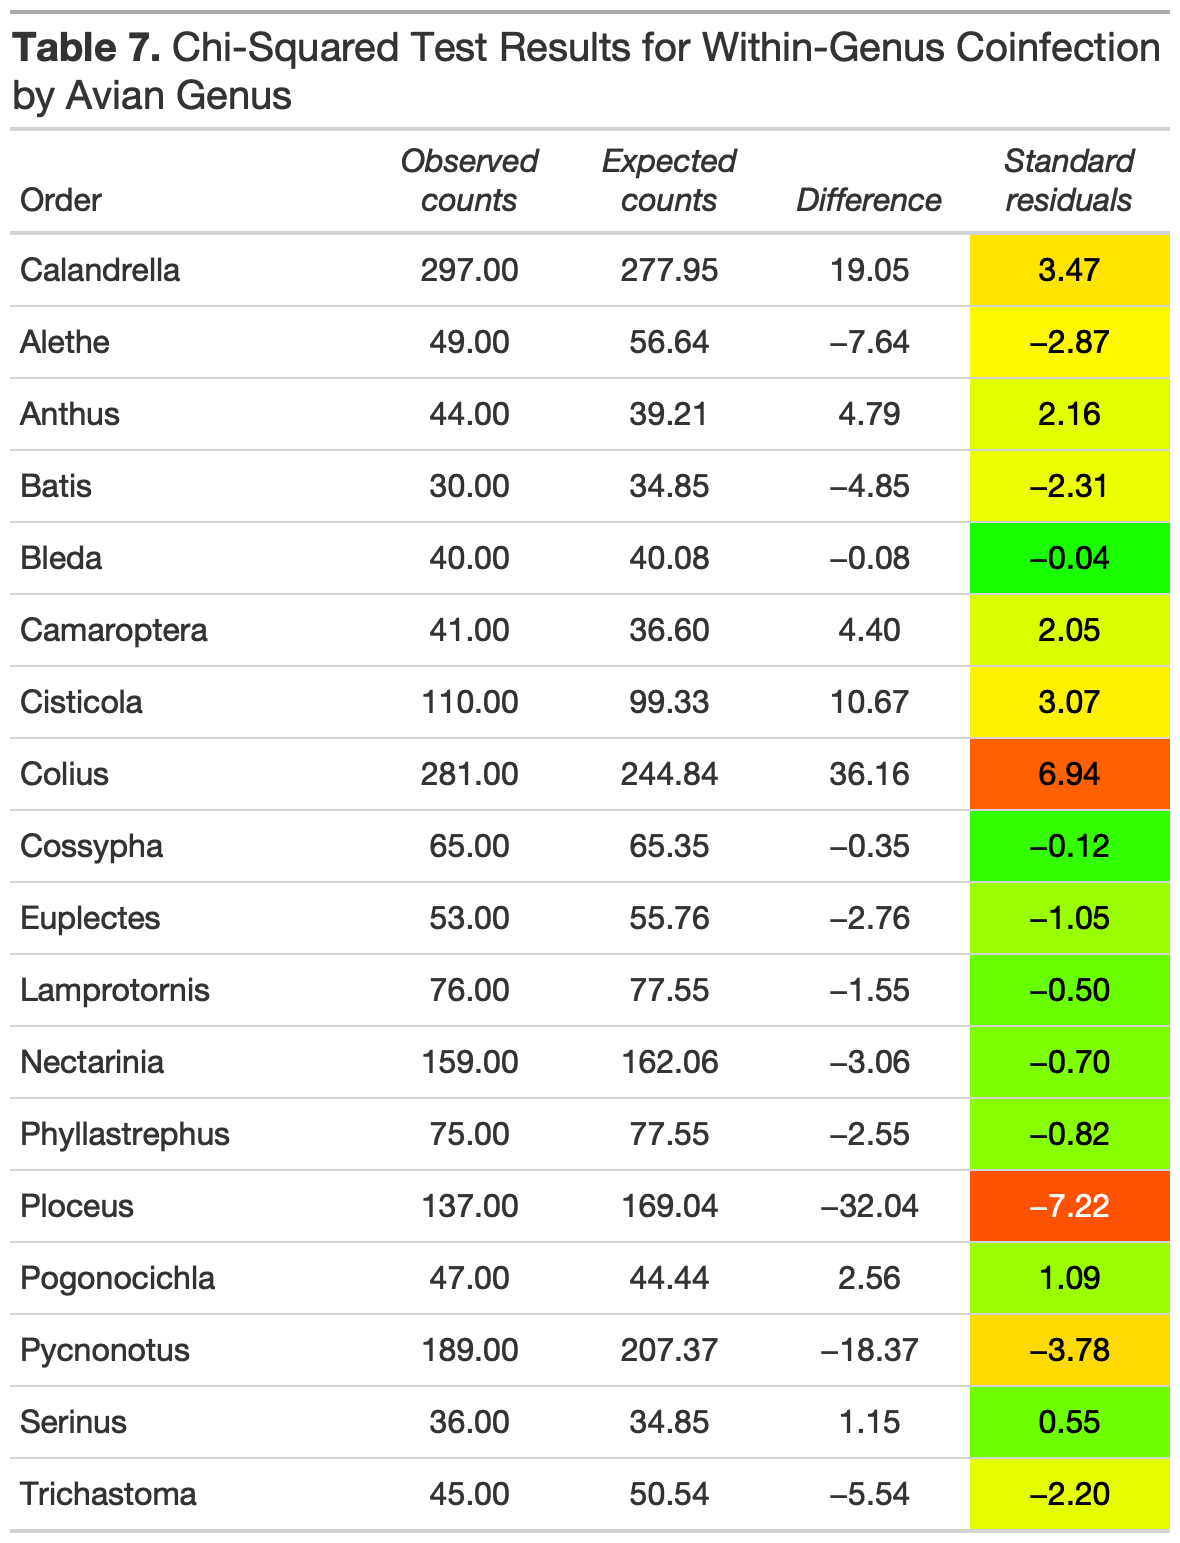 Table 7. Chi-Squared Test Results for Within-Genus Coinfection
by Avian Genus
Order Observed counts Expected counts Difference Standard residuals
Calandrella 297.00 277.95 19.05 3.47
Alethe 49.00 56.64 −7.64 −2.87
Anthus 44.00 39.21 4.79 2.16
Batis 30.00 34.85 −4.85 −2.31
Bleda 40.00 40.08 −0.08 −0.04
Camaroptera 41.00 36.60 4.40 2.05
Cisticola 110.00 99.33 10.67 3.07
Colius 281.00 244.84 36.16 6.94
Cossypha 65.00 65.35 −0.35 −0.12
Euplectes 53.00 55.76 −2.76 −1.05
Lamprotornis 76.00 77.55 −1.55 −0.50
Nectarinia 159.00 162.06 −3.06 −0.70
Phyllastrephus 75.00 77.55 −2.55 −0.82
Ploceus 137.00 169.04 −32.04 −7.22
Pogonocichla 47.00 44.44 2.56 1.09
Pycnonotus 189.00 207.37 −18.37 −3.78
Serinus 36.00 34.85 1.15 0.55
Trichastoma 45.00 50.54 −5.54 −2.20